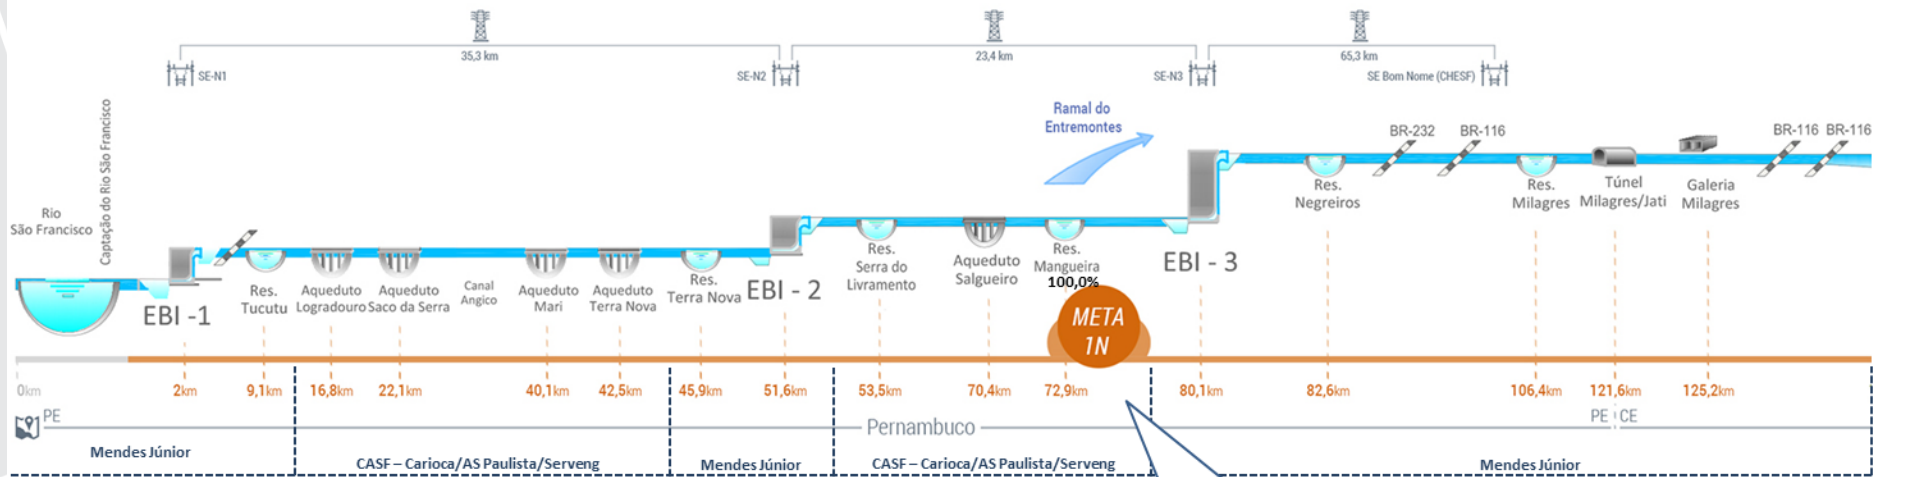 35,3 km
23,4 km
65,3 km
SE-N1
SE-N2
SE-N3
SE Bom Nome (CHESF)
Captação do Rio São Francisco
Rio
São Francisco
Ramal do
Entremontes
BR-232
BR-116
BR-116
BR-116
EBI -1
Res.
Tucutu
Aqueduto
Logradouro
Aqueduto
Saco da Serra
Canal
Angico
Aqueduto
Mari
Aqueduto
Terra Nova
Res.
Terra Nova
EBI - 2
Res.
Serra do
Livramento
Aqueduto
Salgueiro
Res.
Mangueira
100,0%
EBI - 3
Res.
Negreiros
Res.
Milagres
Túnel
Milagres/Jati
Galeria
Milagres
META
1N
0km
2km
9,1km
16,8km
22,1km
40,1km
42,5km
45,9km
51,6km
53,5km
70,4km
72,9km
80,1km
82,6km
106,4km
121,6km
125,2km
PE
Pernambuco
PE CE
Mendes Júnior
CASF – Carioca/AS Paulista/Serveng
Mendes Júnior
CASF – Carioca/AS Paulista/Serveng
Mendes Júnior